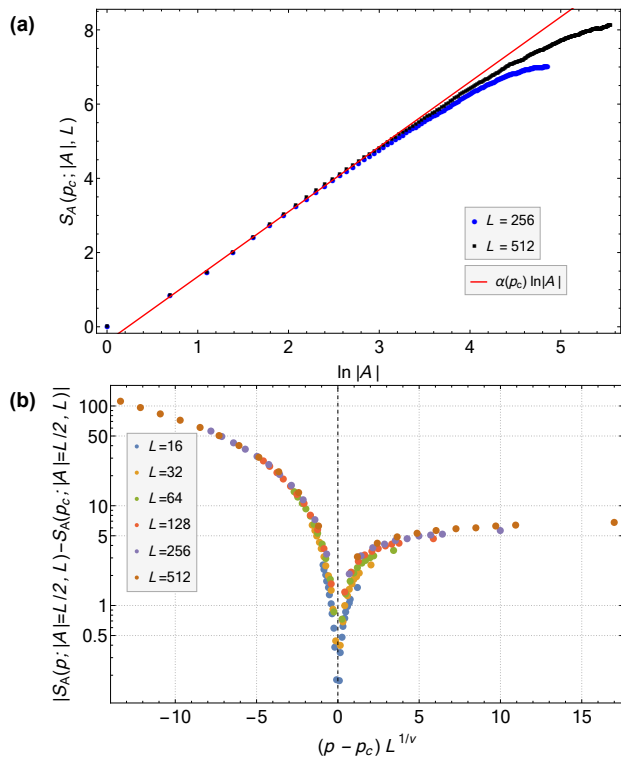 (a)
S_A(p_c; |A|, L)
8
6
4
2
0
L = 256
L = 512
α(p_c) ln|A|
0 1 2 3 4 5
ln |A|
(b)
|S_A(p; |A|=L/2, L)−S_A(p_c; |A|=L/2, L)|
100
50
10
5
1
0.5
L=16
L=32
L=64
L=128
L=256
L=512
−10 −5 0 5 10 15
(p − p_c) L^{1/ν}